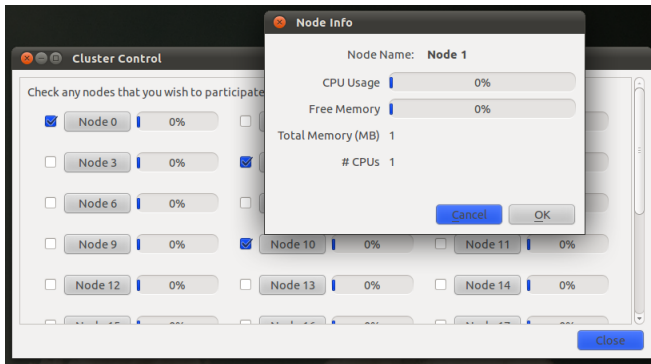 Node Info
Cluster Control
Node Name: Node 1
CPU Usage 0%
Check any nodes that you wish to participate
Free Memory 0%
Node 0 0%
Total Memory (MB) 1
Node 3 0%
# CPUs 1
Node 6 0%
Cancel OK
Node 9 0% Node 10 0% Node 11 0%
Node 12 0% Node 13 0% Node 14 0%
Close